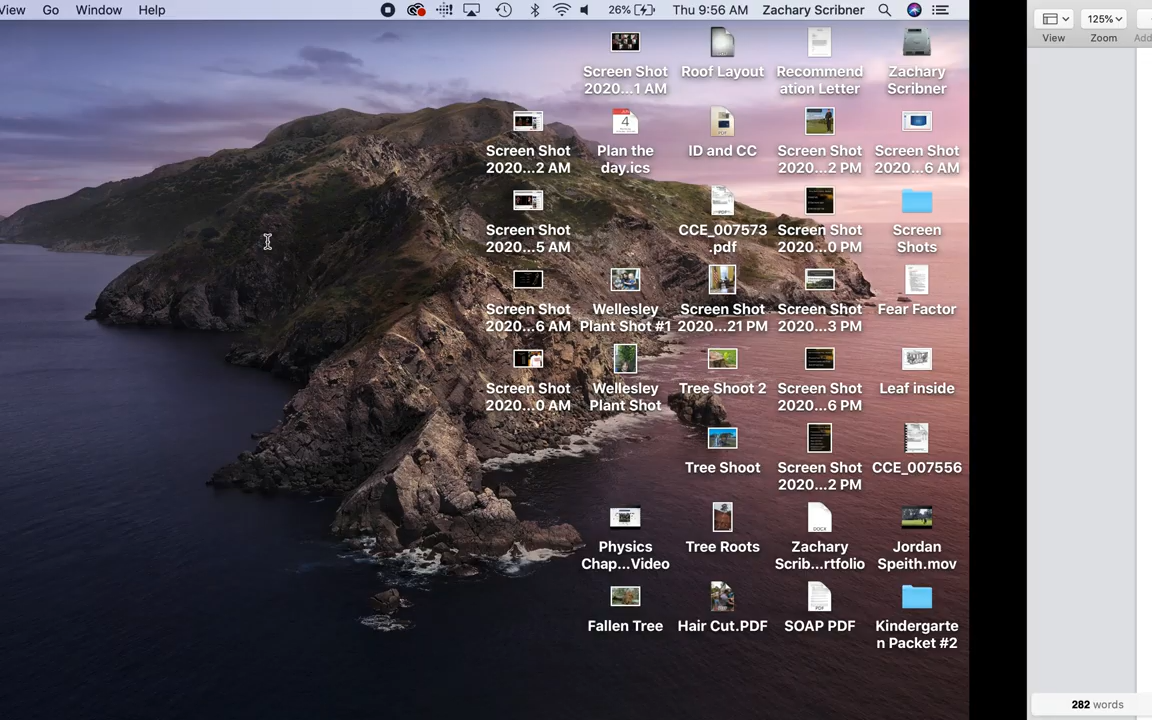 View Go Window Help 26% Thu 9:56 AM Zachary Scribner
125%
View Zoom Add
Screen Shot
2020...1 AM
Roof Layout
Recommend
ation Letter
Zachary
Scribner
Screen Shot
2020...2 AM
Plan the
day.ics
ID and CC
Screen Shot
2020...2 PM
Screen Shot
2020...6 AM
Screen Shot
2020...5 AM
CCE_007573
.pdf
Screen Shot
2020...0 PM
Screen
Shots
Screen Shot
2020...6 AM
Wellesley
Plant Shot #1
Screen Shot
2020...21 PM
Screen Shot
2020...3 PM
Fear Factor
Screen Shot
2020...0 AM
Wellesley
Plant Shot
Tree Shoot 2
Screen Shot
2020...6 PM
Leaf inside
Tree Shoot
Screen Shot
2020...2 PM
CCE_007556
Physics
Chap...Video
Tree Roots
DOCX
Zachary
Scrib...rtfolio
Jordan
Speith.mov
Fallen Tree
Hair Cut.PDF
SOAP PDF
Kindergarte
n Packet #2
282 words